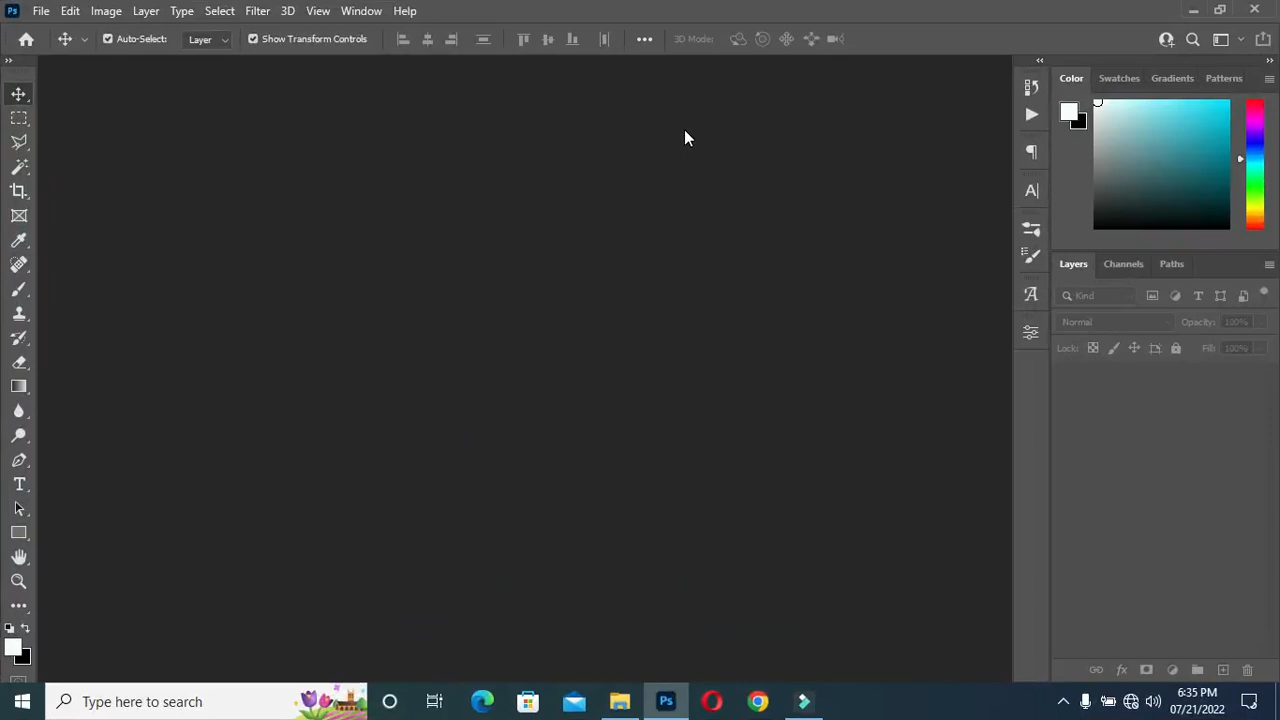 Ps File Edit Image Layer Type Select Filter 3D View Window Help
Auto-Select: Layer Show Transform Controls 3D Mode:
Color Swatches Gradients Patterns
Layers Channels Paths
Kind
Normal Opacity: 100%
Lock: Fill: 100%
Type here to search
Ps
6:35 PM
07/21/2022